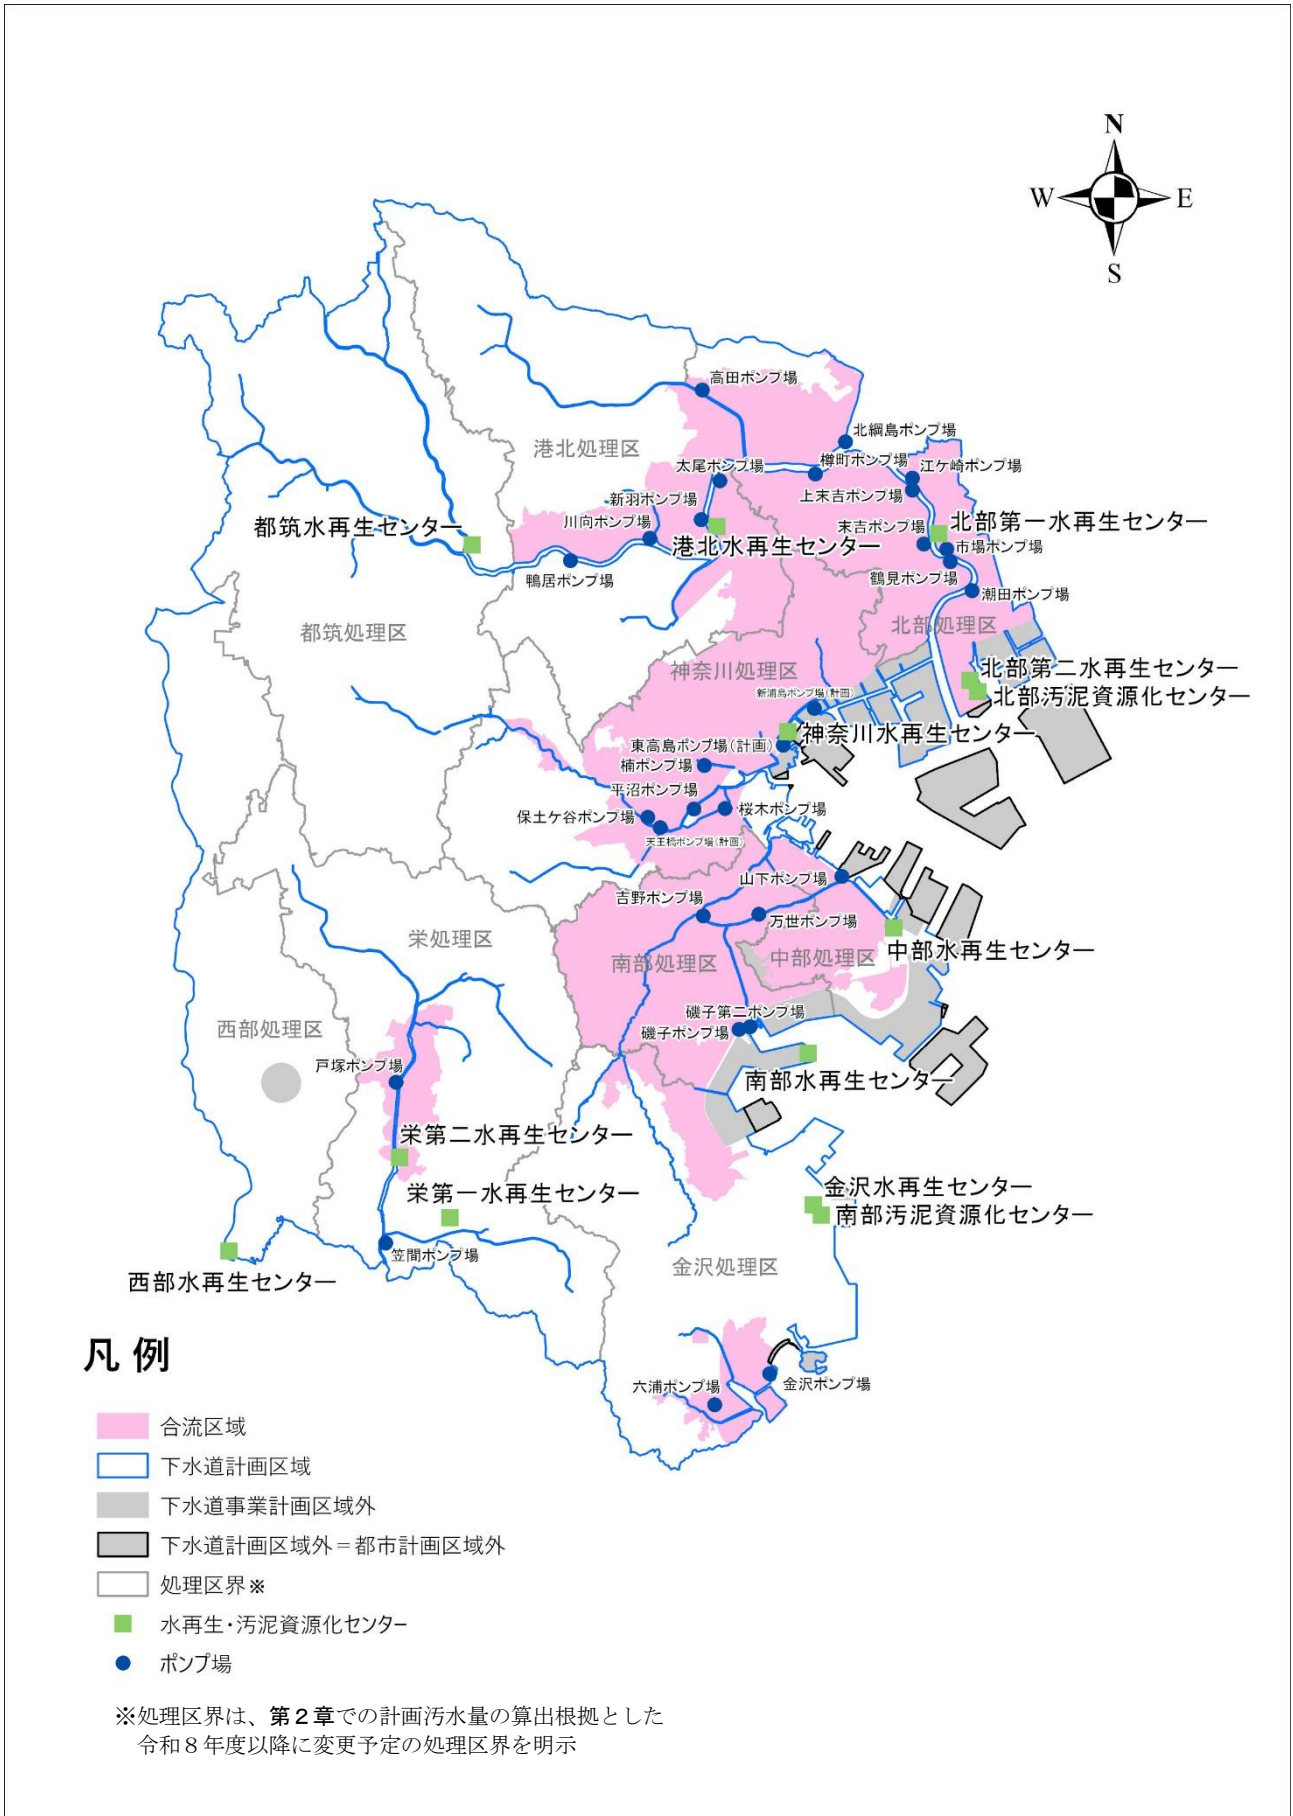 N
W
E
S
高田ポンプ場
北綱島ポンプ場
港北処理区
樽町ポンプ場
太尾ポンプ場
江ケ崎ポンプ場
新羽ポンプ場
上末吉ポンプ場
川向ポンプ場
都筑水再生センター
末吉ポンプ場
北部第一水再生センター
港北水再生センター
市場ポンプ場
鴨居ポンプ場
鶴見ポンプ場
潮田ポンプ場
都筑処理区
北部処理区
神奈川処理区
北部第二水再生センター
新浦島ポンプ場(計画)
北部汚泥資源化センター
神奈川水再生センター
東高島ポンプ場(計画)
楠ポンプ場
平沼ポンプ場
保土ケ谷ポンプ場
桜木ポンプ場
天王橋ポンプ場(計画)
山下ポンプ場
吉野ポンプ場
万世ポンプ場
栄処理区
中部水再生センター
南部処理区
中部処理区
磯子第二ポンプ場
西部処理区
磯子ポンプ場
戸塚ポンプ場
南部水再生センター
栄第二水再生センター
金沢水再生センター
栄第一水再生センター
南部汚泥資源化センター
笠間ポンプ場
金沢処理区
西部水再生センター
凡例
六浦ポンプ場
金沢ポンプ場
合流区域
下水道計画区域
下水道事業計画区域外
下水道計画区域外=都市計画区域外
処理区界※
水再生・汚泥資源化センター
ポンプ場
※処理区界は、第2章での計画汚水量の算出根拠とした
令和8年度以降に変更予定の処理区界を明示